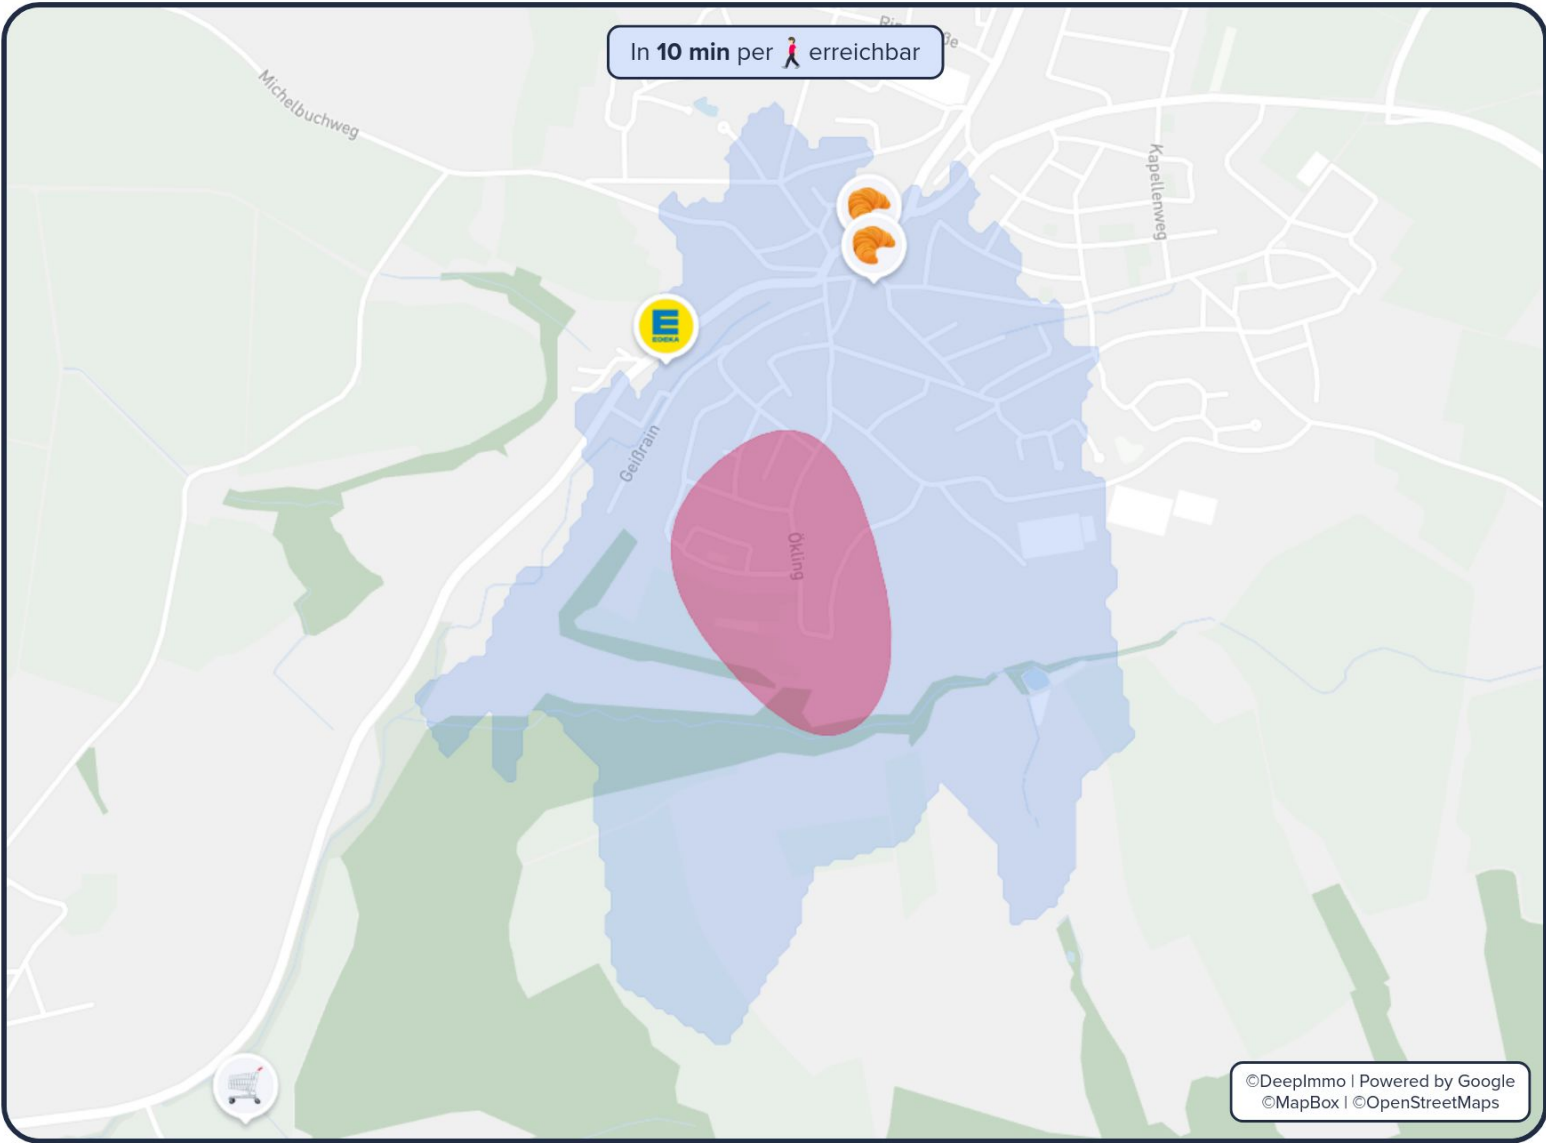 In 10 min per erreichbar
Michelbuchweg
Kapellenweg
E
EDEKA
Geißrain
Ökling
©DeepImmo | Powered by Google
©MapBox | ©OpenStreetMaps